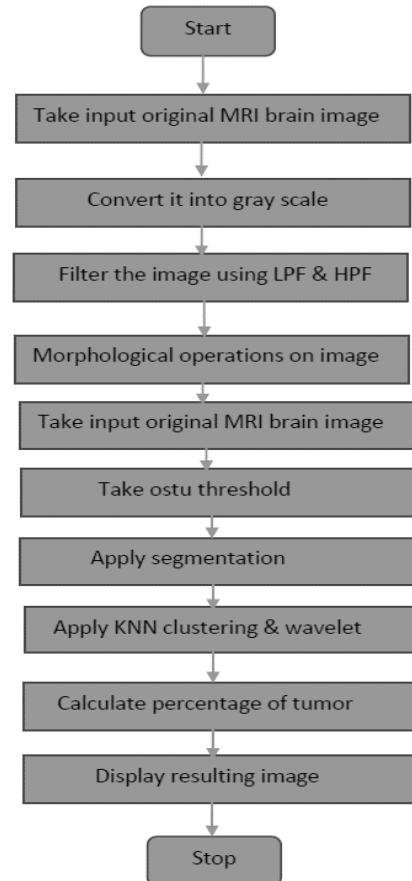 Start
Take input original MRI brain image
Convert it into gray scale
Filter the image using LPF & HPF
Morphological operations on image
Take input original MRI brain image
Take ostu threshold
Apply segmentation
Apply KNN clustering & wavelet
Calculate percentage of tumor
Display resulting image
Stop